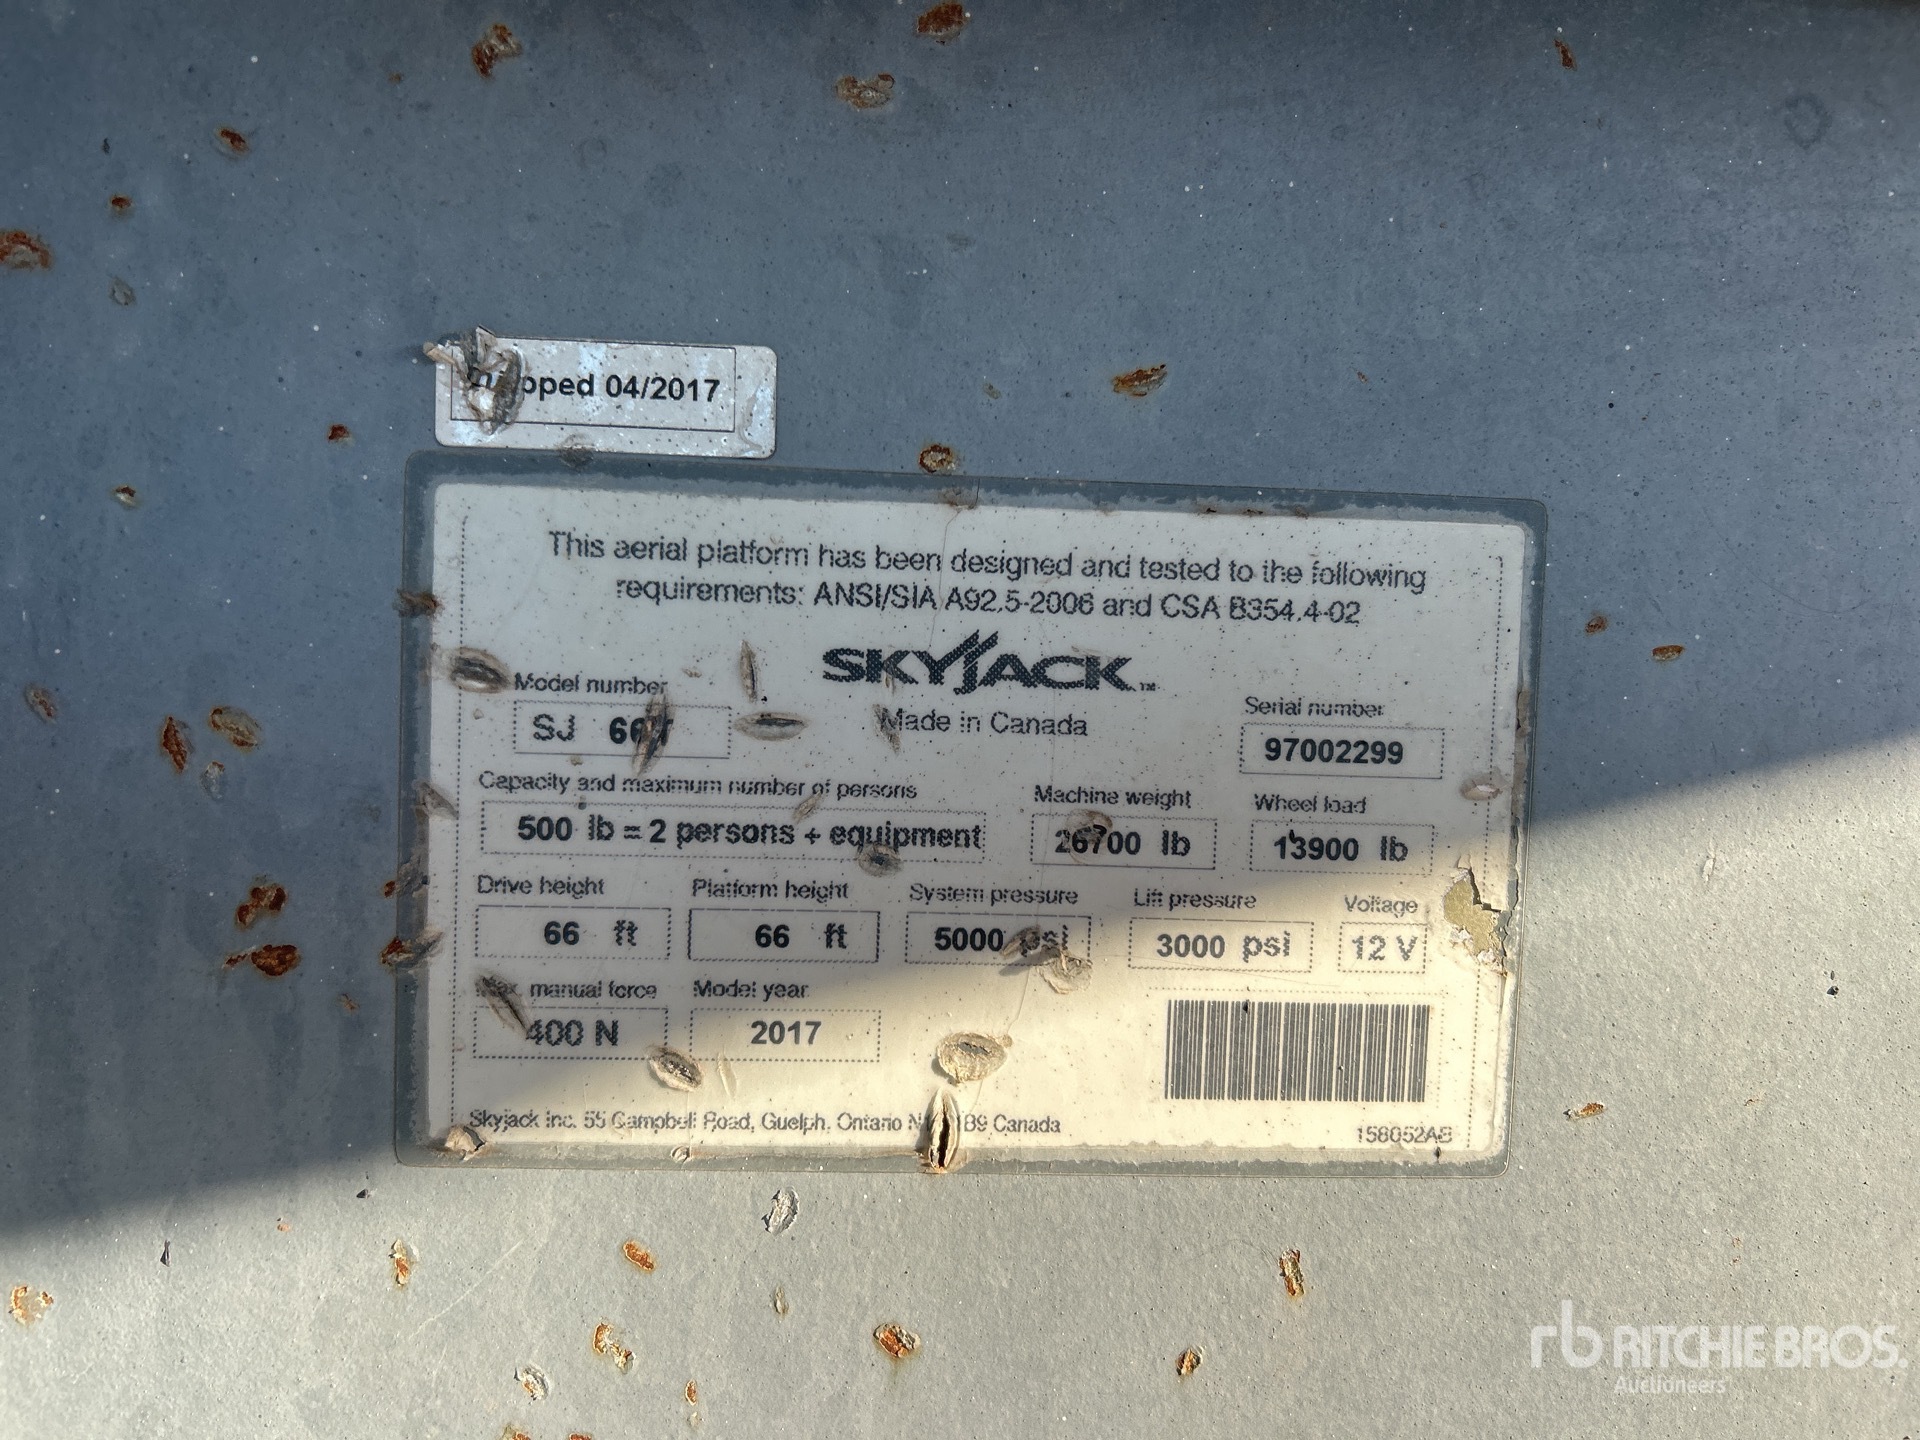 04/2017
This aerial platform has been designed and tested to the following
requirements: ANSI/SIA A92.5-2006 and CSA B354.4-02
SKYJACK™
Made in Canada
Model number
SJ
Serial number
97002299
Capacity and maximum number of persons
500 lb = 2 persons + equipment
Machine weight
26700 lb
Wheel load
13900 lb
Drive height
66 ft
Platform height
66 ft
System pressure
5000 psi
Lift pressure
3000 psi
Voltage
12 V
manual force
400 N
Model year
2017
Skyjack Inc. 55 Campbell Road, Guelph, Ontario Canada
158052AB
rb RITCHIE BROS.
Auctioneers